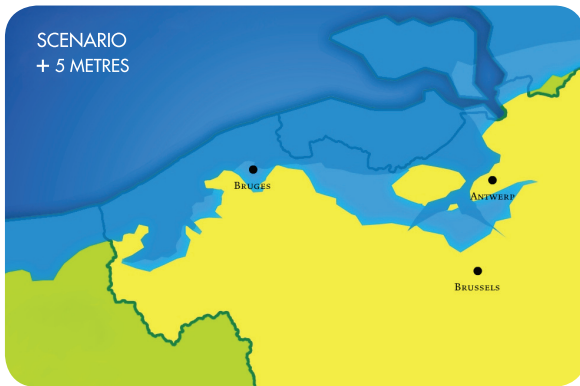 SCENARIO
+ 5 METRES
BRUGES
ANTWERP
BRUSSELS